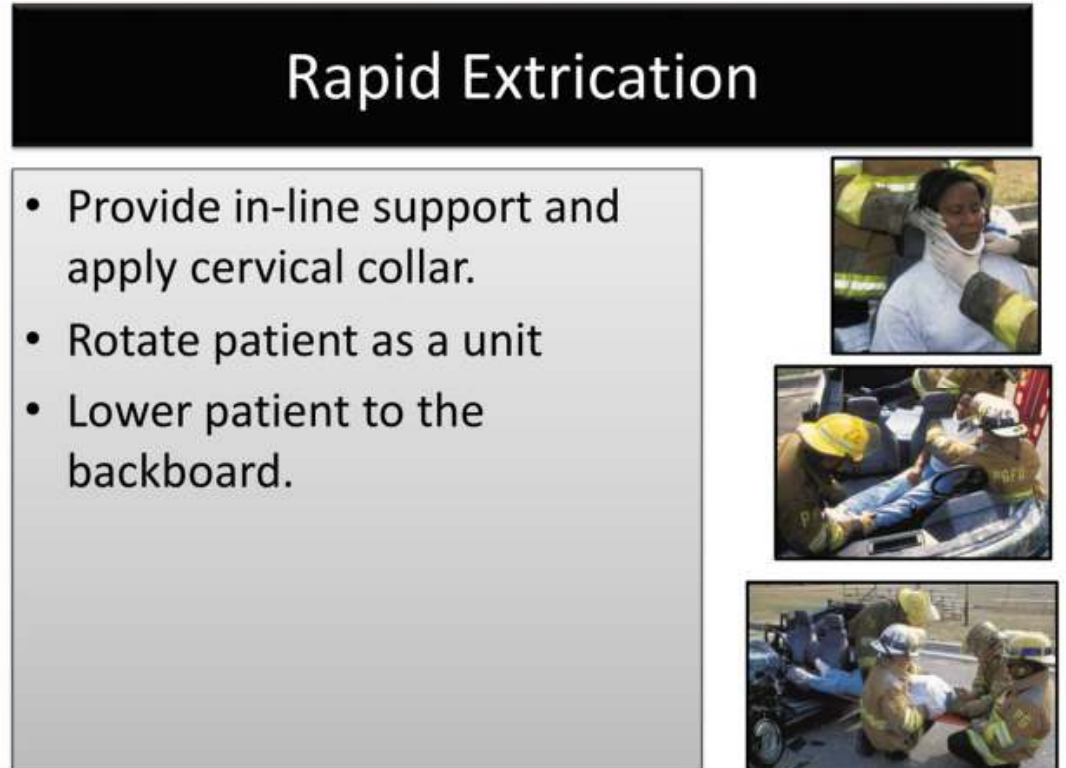 Rapid Extrication
• Provide in-line support and
apply cervical collar.
• Rotate patient as a unit
• Lower patient to the
backboard.